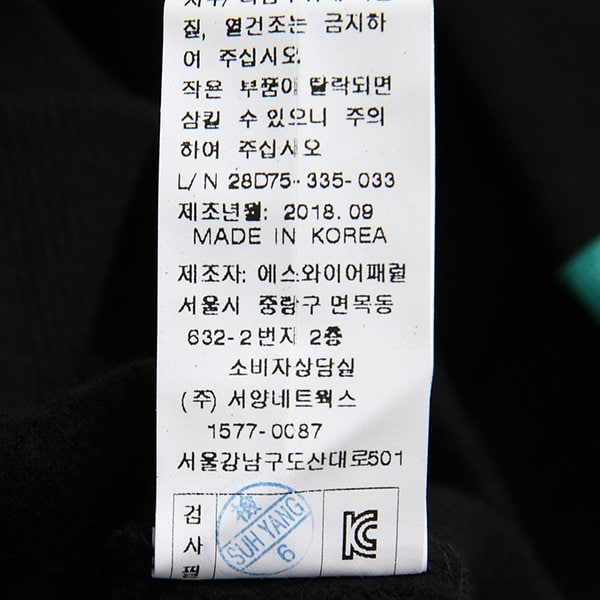 질, 열건조는 금지하
여 주십시오.
작은 부품이 탈락되면
삼킬 수 있으니 주의
하여 주십시오
L/N 28D75-335-033
제조년월: 2018.09
MADE IN KOREA
제조자: 에스와이어패럴
서울시 중랑구 면목동
632-2번지 2층
소비자상담실
(주) 서양네트웍스
1577-0087
서울강남구도산대로501
검사필
檢
SUH YANG
6